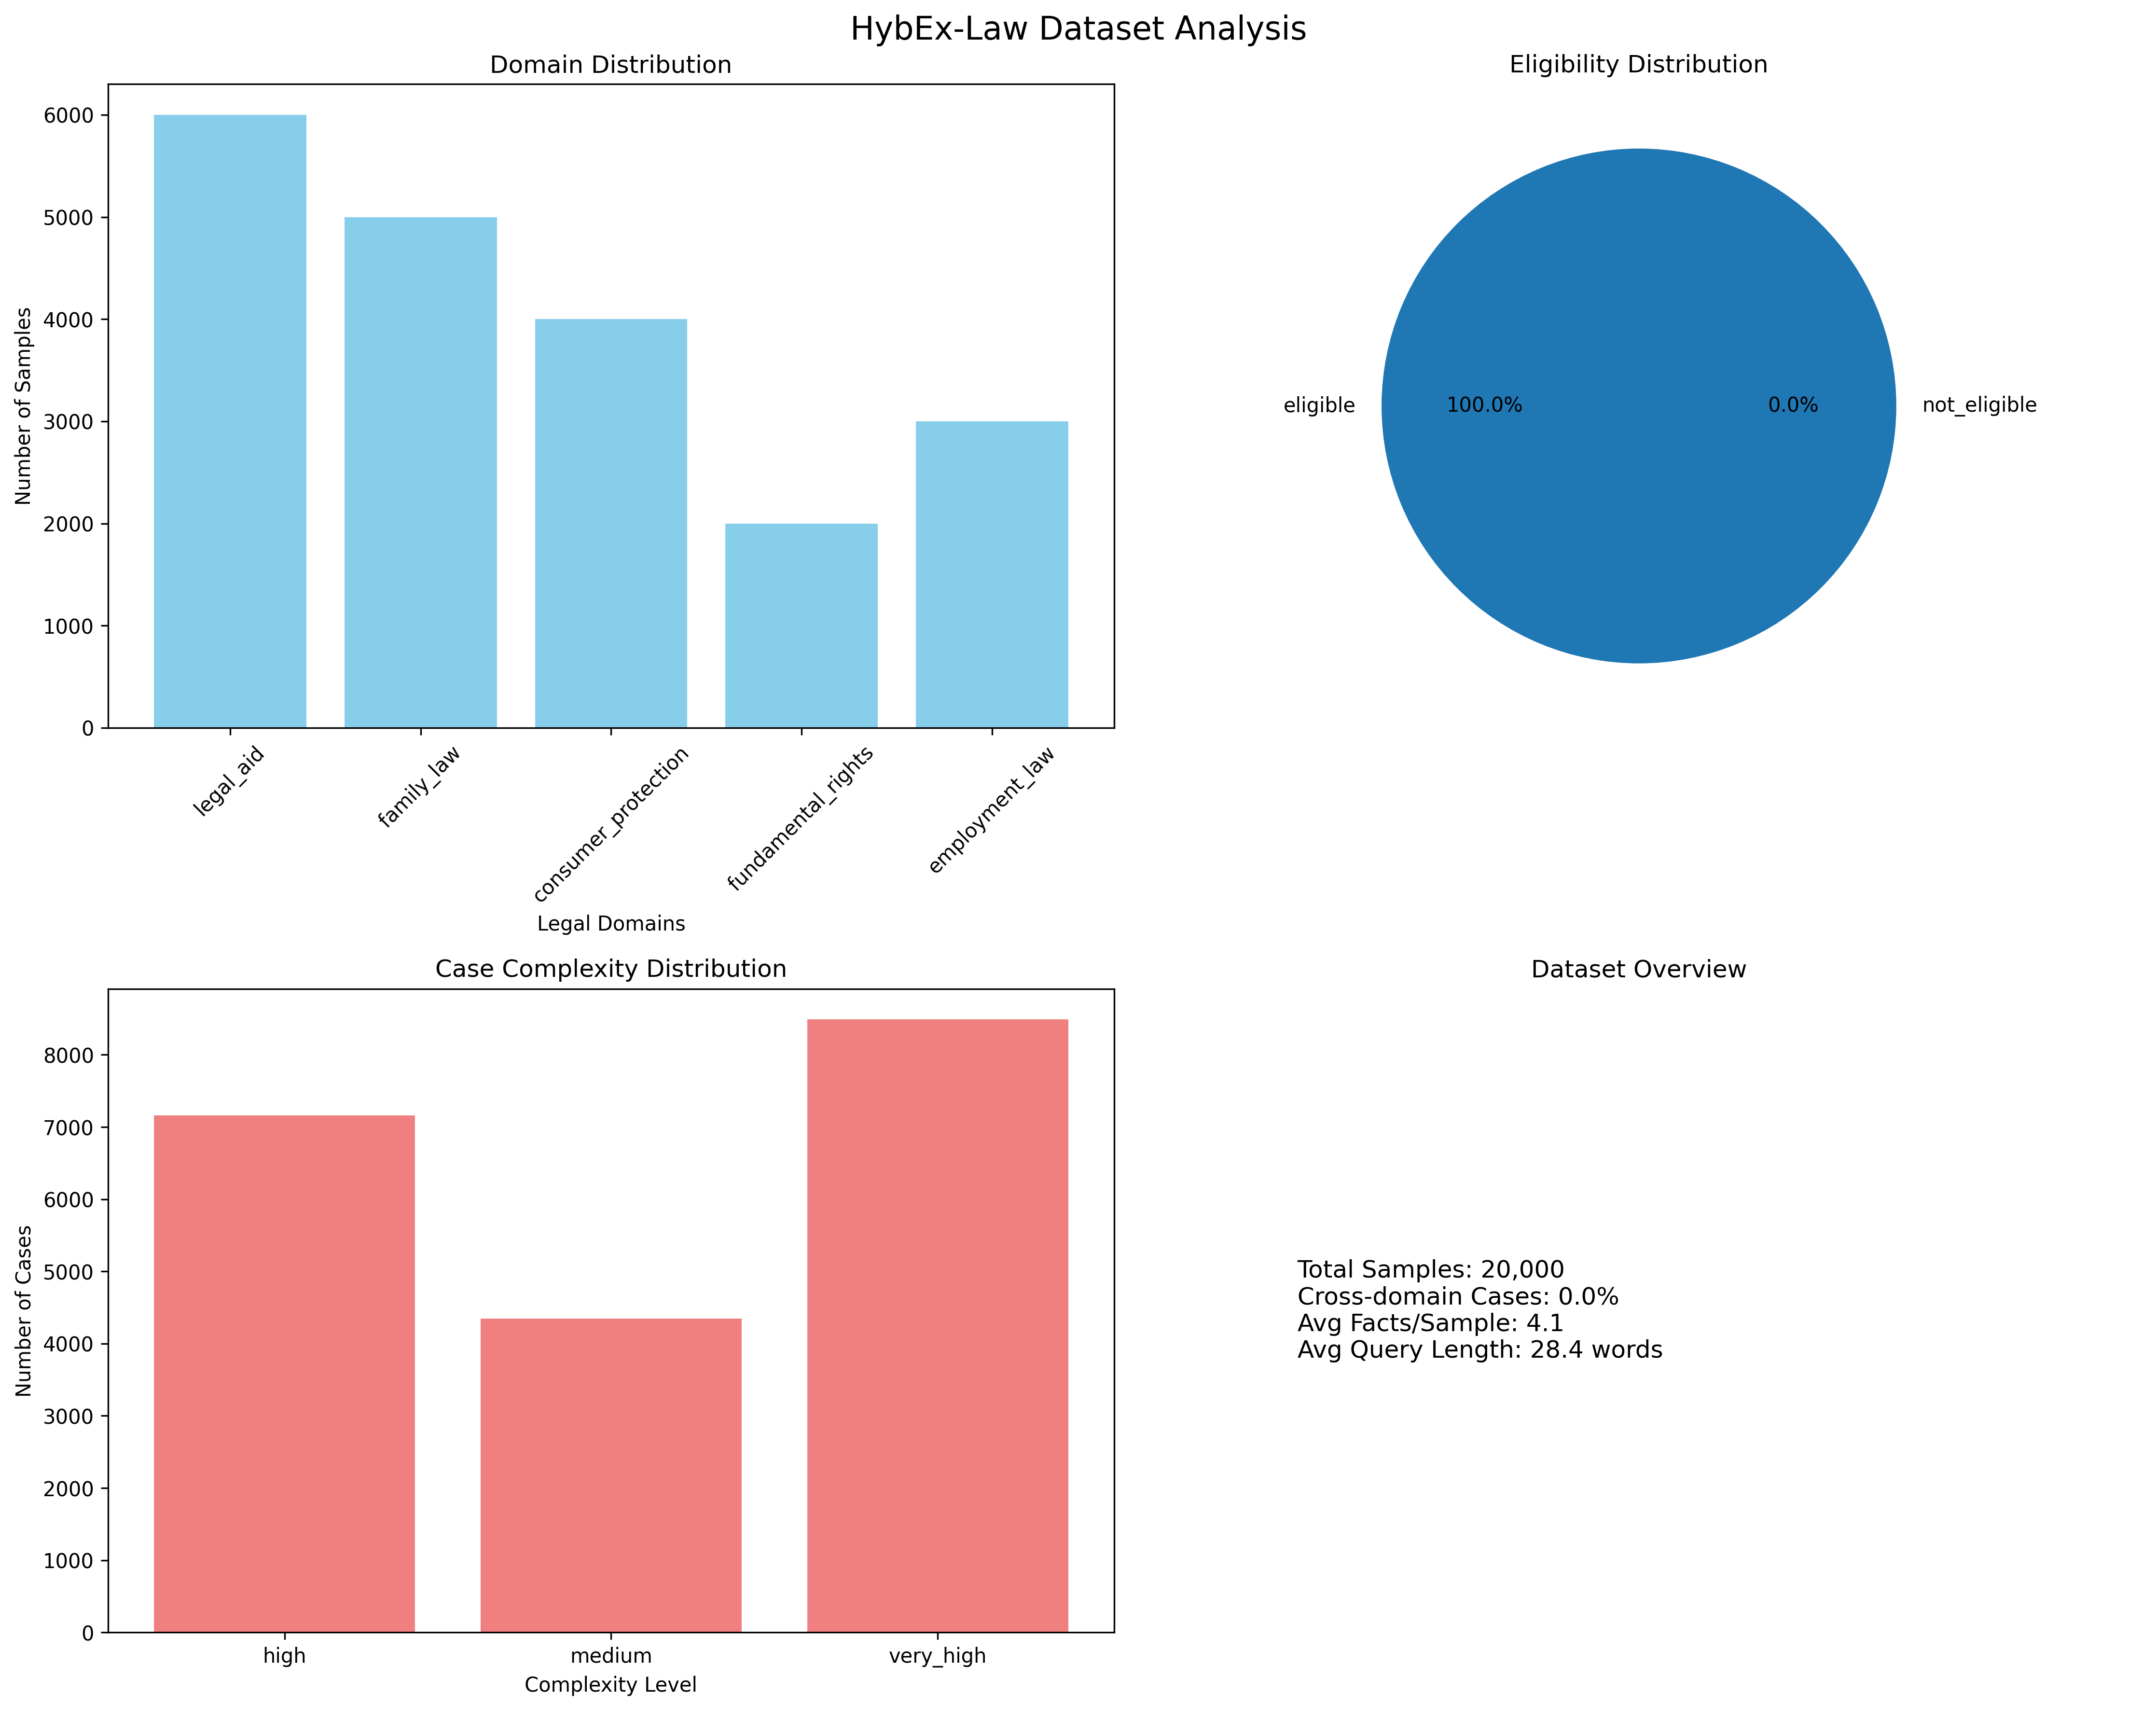 HybEx-Law Dataset Analysis
Domain Distribution
6000
5000
4000
3000
2000
1000
0
Number of Samples
legal_aid
family_law
consumer_protection
fundamental_rights
employment_law
Legal Domains
Eligibility Distribution
eligible
100.0%
0.0%
not_eligible
Case Complexity Distribution
8000
7000
6000
5000
4000
3000
2000
1000
0
Number of Cases
high
medium
very_high
Complexity Level
Dataset Overview
Total Samples: 20,000
Cross-domain Cases: 0.0%
Avg Facts/Sample: 4.1
Avg Query Length: 28.4 words